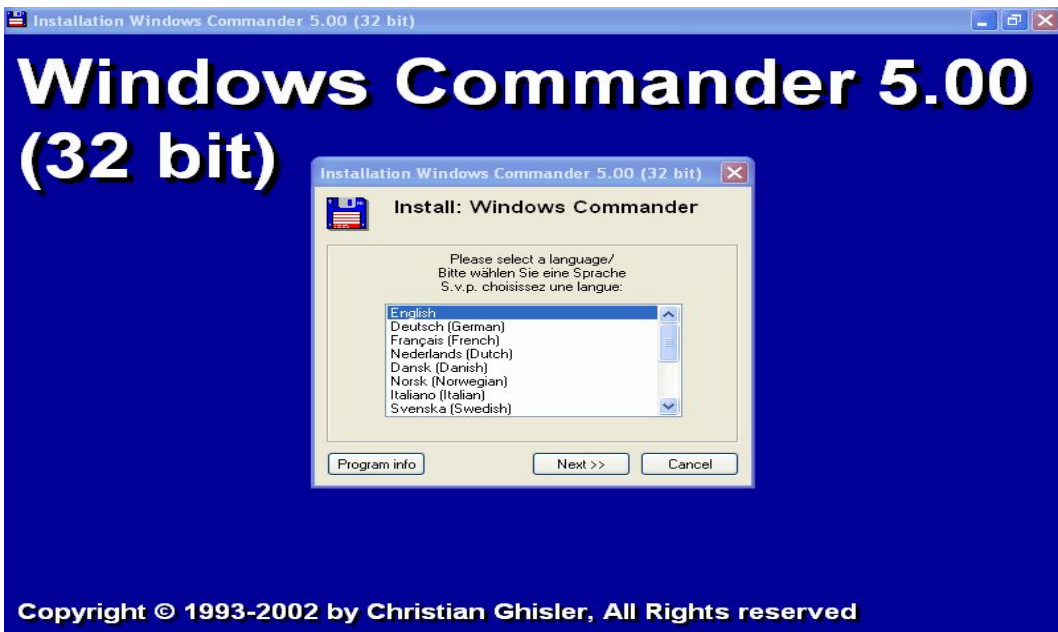 Installation Windows Commander 5.00 (32 bit)
Windows Commander 5.00
(32 bit)
Installation Windows Commander 5.00 (32 bit)
Install: Windows Commander
Please select a language/
Bitte wählen Sie eine Sprache
S.v.p. choisissez une langue:
English
Deutsch (German)
Français (French)
Nederlands (Dutch)
Dansk (Danish)
Norsk (Norwegian)
Italiano (Italian)
Svenska (Swedish)
Program info
Next >>
Cancel
Copyright © 1993-2002 by Christian Ghisler, All Rights reserved